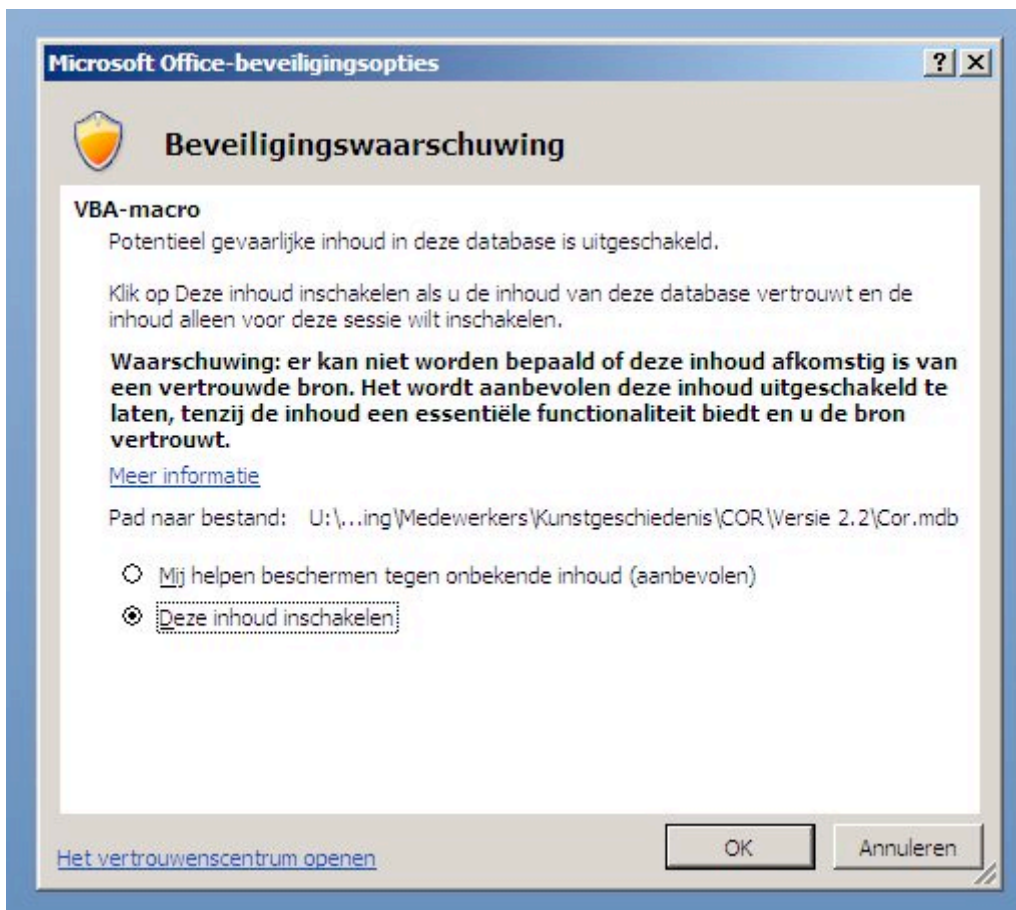 Microsoft Office-beveiligingsopties
Beveiligingswaarschuwing
VBA-macro
Potentieel gevaarlijke inhoud in deze database is uitgeschakeld.
Klik op Deze inhoud inschakelen als u de inhoud van deze database vertrouwt en de
inhoud alleen voor deze sessie wilt inschakelen.
Waarschuwing: er kan niet worden bepaald of deze inhoud afkomstig is van
een vertrouwde bron. Het wordt aanbevolen deze inhoud uitgeschakeld te
laten, tenzij de inhoud een essentiële functionaliteit biedt en u de bron
vertrouwt.
Meer informatie
Pad naar bestand: U:\...ing\Medewerkers\Kunstgeschiedenis\COR\Versie 2.2\Cor.mdb
Mij helpen beschermen tegen onbekende inhoud (aanbevolen)
Deze inhoud inschakelen
Het vertrouwenscentrum openen
OK
Annuleren